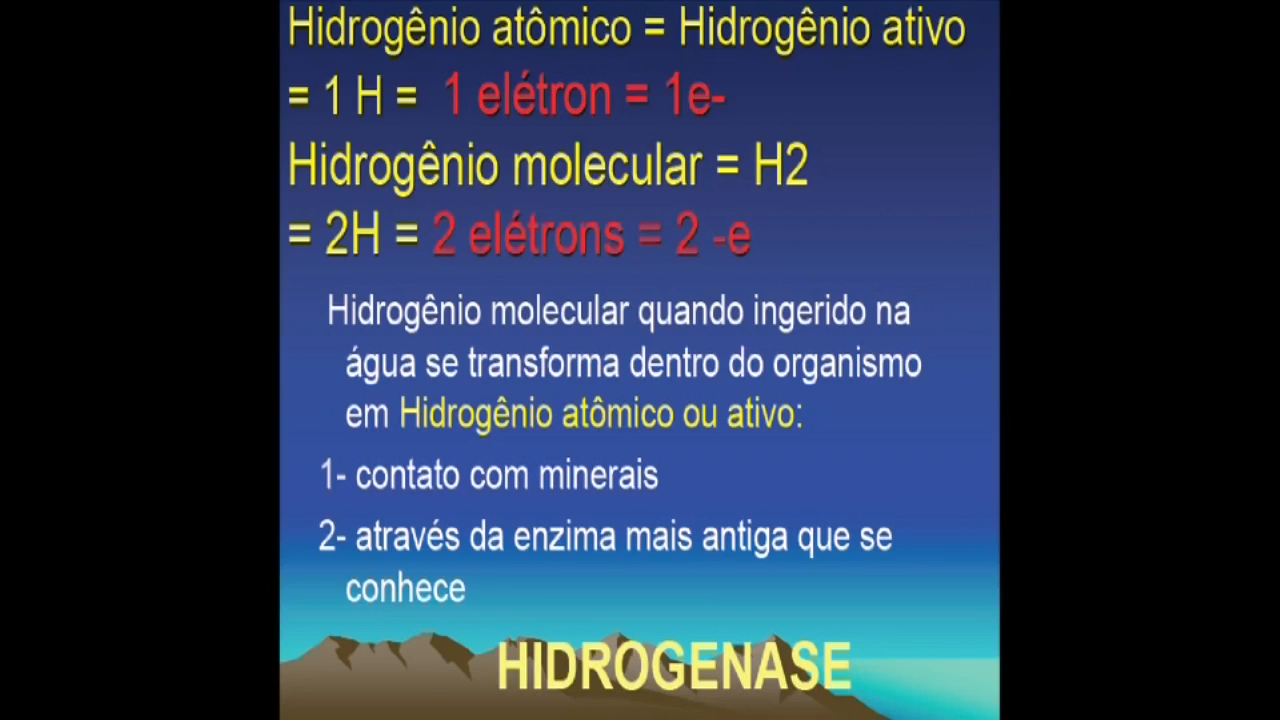 Hidrogênio atômico = Hidrogênio ativo
= 1 H = 1 elétron = 1e-
Hidrogênio molecular = H2
= 2H = 2 elétrons = 2 -e
Hidrogênio molecular quando ingerido na
água se transforma dentro do organismo
em Hidrogênio atômico ou ativo:
1- contato com minerais
2- através da enzima mais antiga que se
conhece
HIDROGENASE